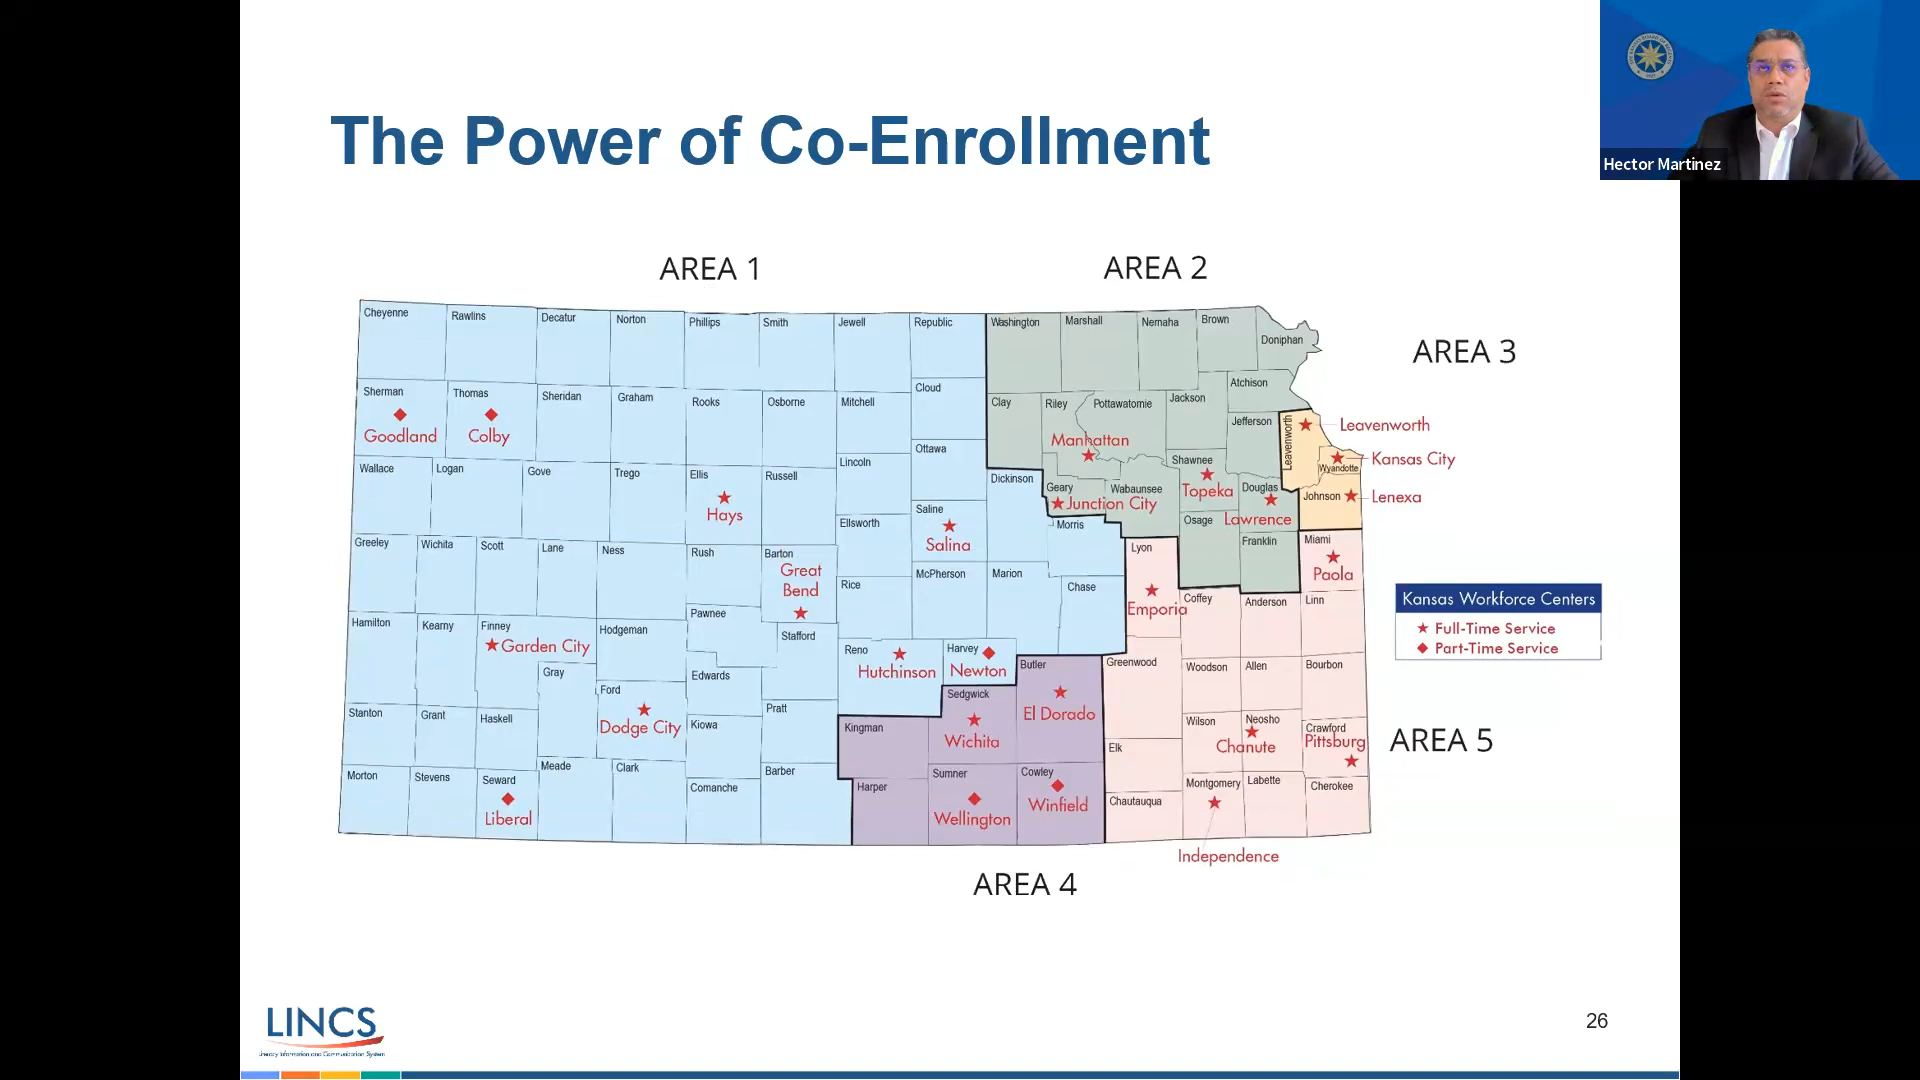 The Power of Co-Enrollment
Hector Martinez
AREA 1
AREA 2
AREA 3
Cheyenne
Rawlins
Decatur
Norton
Phillips
Smith
Jewell
Republic
Washington
Marshall
Nemaha
Brown
Doniphan
Sherman
Goodland
Thomas
Colby
Sheridan
Graham
Rooks
Osborne
Mitchell
Cloud
Clay
Riley
Pottawatomie
Manhattan
Jackson
Atchison
Jefferson
Leavenworth
Leavenworth
Wyandotte
Kansas City
Johnson
Lenexa
Wallace
Logan
Gove
Trego
Ellis
Hays
Russell
Lincoln
Ottawa
Dickinson
Geary
Junction City
Wabaunsee
Shawnee
Topeka
Douglas
Lawrence
Osage
Franklin
Miami
Paola
Saline
Salina
Ellsworth
Morris
Lyon
Emporia
Greeley
Wichita
Scott
Lane
Ness
Rush
Barton
Great
Bend
Rice
McPherson
Marion
Chase
Coffey
Anderson
Linn
Kansas Workforce Centers
Full-Time Service
Part-Time Service
Hamilton
Kearny
Finney
Garden City
Hodgeman
Pawnee
Stafford
Reno
Hutchinson
Harvey
Newton
Butler
El Dorado
Greenwood
Woodson
Allen
Bourbon
Gray
Ford
Dodge City
Edwards
Kiowa
Pratt
Kingman
Sedgwick
Wichita
Elk
Wilson
Neosho
Chanute
Crawford
Pittsburg
AREA 5
Stanton
Grant
Haskell
Morton
Stevens
Seward
Liberal
Meade
Clark
Comanche
Barber
Harper
Sumner
Wellington
Cowley
Winfield
Chautauqua
Montgomery
Labette
Cherokee
Independence
AREA 4
LINCS
Literacy Information and Communication System
26